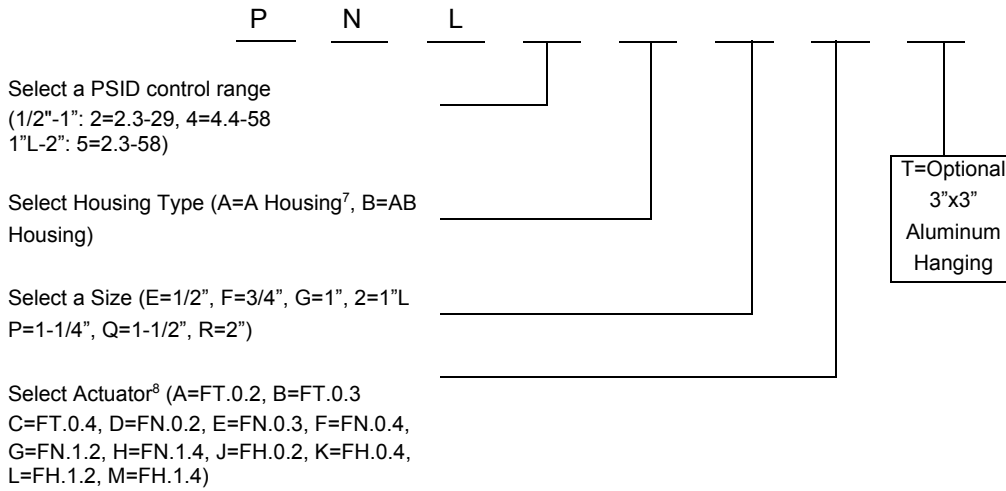 P N L
Select a PSID control range
(1/2"-1”: 2=2.3-29, 4=4.4-58
1”L-2”: 5=2.3-58)
Select Housing Type (A=A Housing⁷, B=AB
Housing)
Select a Size (E=1/2”, F=3/4”, G=1”, 2=1”L
P=1-1/4”, Q=1-1/2”, R=2”)
Select Actuator⁸ (A=FT.0.2, B=FT.0.3
C=FT.0.4, D=FN.0.2, E=FN.0.3, F=FN.0.4,
G=FN.1.2, H=FN.1.4, J=FH.0.2, K=FH.0.4,
L=FH.1.2, M=FH.1.4)
T=Optional
3”x3”
Aluminum
Hanging